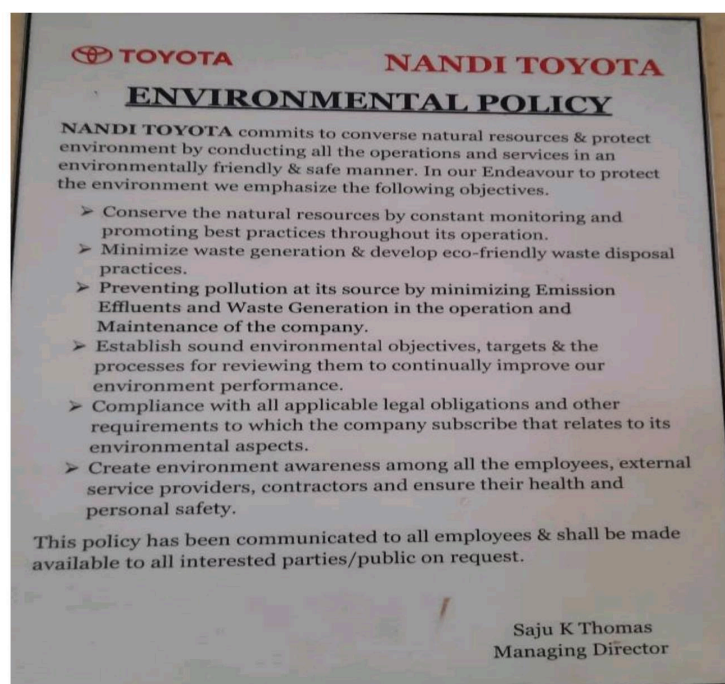 TOYOTA NANDI TOYOTA
ENVIRONMENTAL POLICY
NANDI TOYOTA commits to converse natural resources & protect
environment by conducting all the operations and services in an
environmentally friendly & safe manner. In our Endeavour to protect
the environment we emphasize the following objectives.
➢ Conserve the natural resources by constant monitoring and
promoting best practices throughout its operation.
➢ Minimize waste generation & develop eco-friendly waste disposal
practices.
➢ Preventing pollution at its source by minimizing Emission
Effluents and Waste Generation in the operation and
Maintenance of the company.
➢ Establish sound environmental objectives, targets & the
processes for reviewing them to continually improve our
environment performance.
➢ Compliance with all applicable legal obligations and other
requirements to which the company subscribe that relates to its
environmental aspects.
➢ Create environment awareness among all the employees, external
service providers, contractors and ensure their health and
personal safety.
This policy has been communicated to all employees & shall be made
available to all interested parties/public on request.
Saju K Thomas
Managing Director